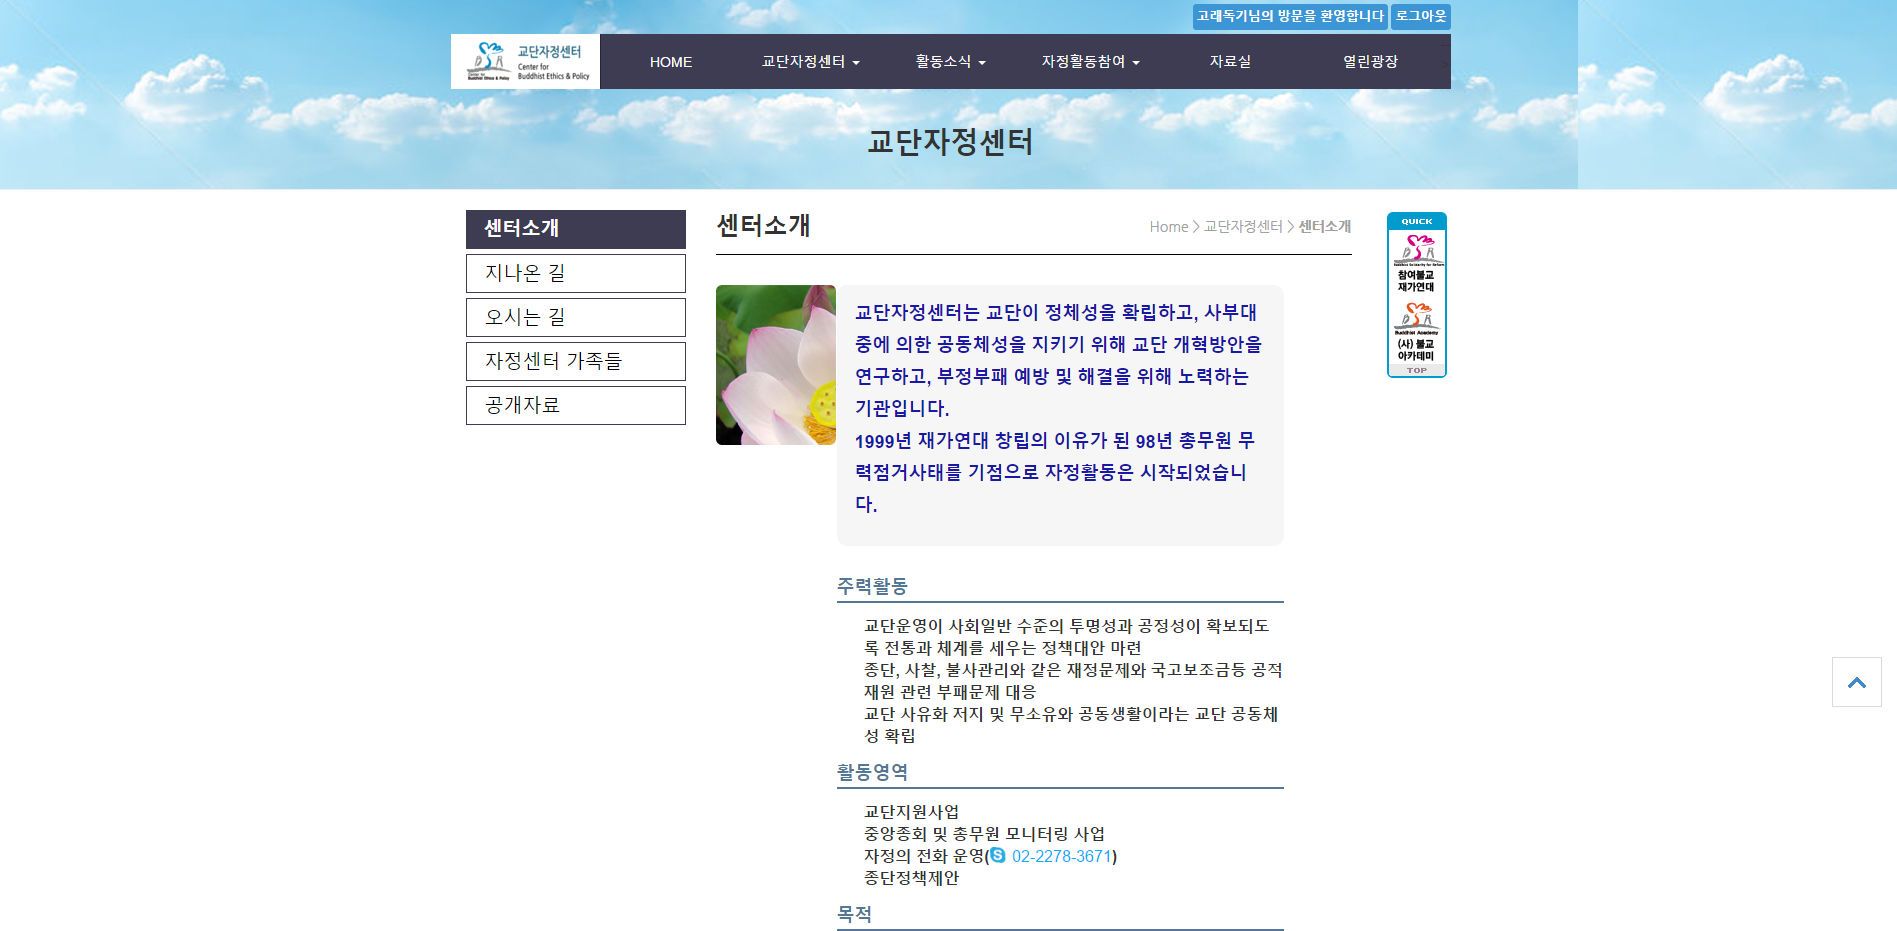 고래독기님의 방문을 환영합니다 로그아웃
BSR
Center for
Buddhist Ethics & Policy
교단자정센터
Center for
Buddhist Ethics & Policy
HOME 교단자정센터 활동소식 자정활동참여 자료실 열린광장
교단자정센터
센터소개
지나온 길
오시는 길
자정센터 가족들
공개자료
센터소개
Home > 교단자정센터 > 센터소개
교단자정센터는 교단이 정체성을 확립하고, 사부대
중에 의한 공동체성을 지키기 위해 교단 개혁방안을
연구하고, 부정부패 예방 및 해결을 위해 노력하는
기관입니다.
1999년 재가연대 창립의 이유가 된 98년 총무원 무
력점거사태를 기점으로 자정활동은 시작되었습니
다.
주력활동
교단운영이 사회일반 수준의 투명성과 공정성이 확보되도
록 전통과 체계를 세우는 정책대안 마련
종단, 사찰, 불사관리와 같은 재정문제와 국고보조금등 공적
재원 관련 부패문제 대응
교단 사유화 저지 및 무소유와 공동생활이라는 교단 공동체
성 확립
활동영역
교단지원사업
중앙종회 및 총무원 모니터링 사업
자정의 전화 운영( 02-2278-3671)
종단정책제안
목적
QUICK
BSR
Buddhist Solidarity for Reform
참여불교
재가연대
BSR
Buddhist Academy
(사) 불교
아카데미
TOP